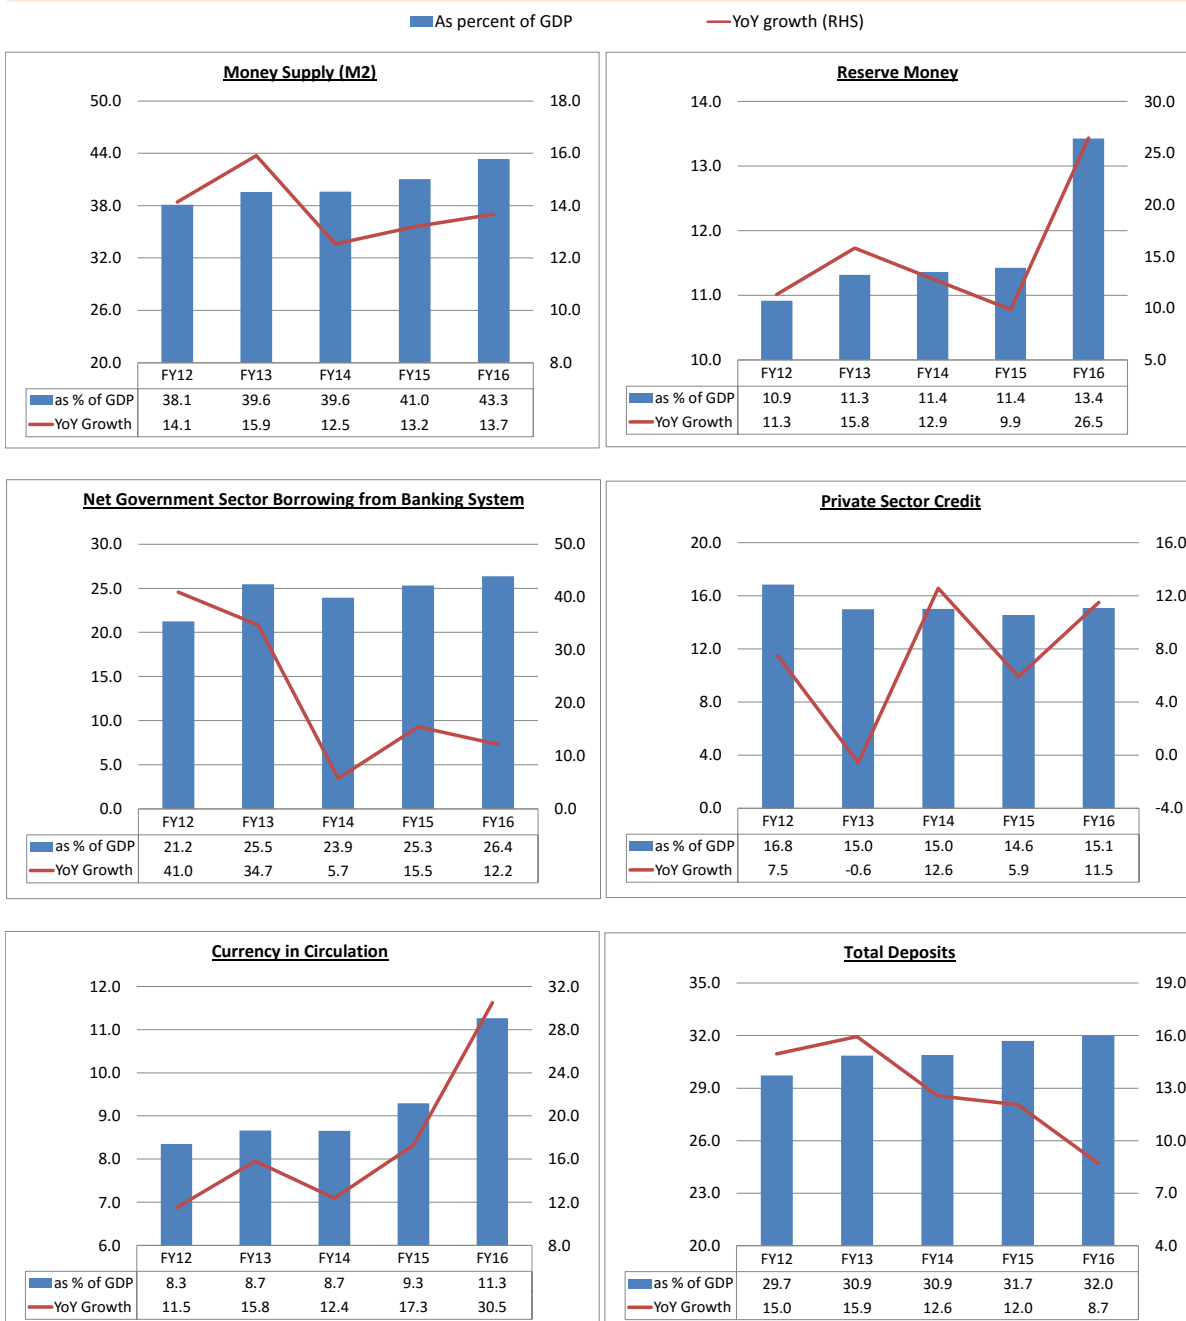 As percent of GDP YoY growth (RHS)
Money Supply (M2)
50.0 18.0
44.0 16.0
38.0 14.0
32.0 12.0
26.0 10.0
20.0 8.0
FY12 FY13 FY14 FY15 FY16
as % of GDP 38.1 39.6 39.6 41.0 43.3
YoY Growth 14.1 15.9 12.5 13.2 13.7
Reserve Money
14.0 30.0
25.0
13.0
20.0
12.0
15.0
11.0 10.0
10.0 5.0
FY12 FY13 FY14 FY15 FY16
as % of GDP 10.9 11.3 11.4 11.4 13.4
YoY Growth 11.3 15.8 12.9 9.9 26.5
Net Government Sector Borrowing from Banking System
30.0 50.0
25.0 40.0
20.0
30.0
15.0
20.0
10.0
10.0
5.0
0.0 0.0
FY12 FY13 FY14 FY15 FY16
as % of GDP 21.2 25.5 23.9 25.3 26.4
YoY Growth 41.0 34.7 5.7 15.5 12.2
Private Sector Credit
20.0 16.0
16.0 12.0
12.0 8.0
8.0 4.0
4.0 0.0
0.0 -4.0
FY12 FY13 FY14 FY15 FY16
as % of GDP 16.8 15.0 15.0 14.6 15.1
YoY Growth 7.5 -0.6 12.6 5.9 11.5
Currency in Circulation
12.0 32.0
11.0 28.0
10.0 24.0
9.0 20.0
8.0 16.0
7.0 12.0
6.0 8.0
FY12 FY13 FY14 FY15 FY16
as % of GDP 8.3 8.7 8.7 9.3 11.3
YoY Growth 11.5 15.8 12.4 17.3 30.5
Total Deposits
35.0 19.0
32.0 16.0
29.0 13.0
26.0 10.0
23.0 7.0
20.0 4.0
FY12 FY13 FY14 FY15 FY16
as % of GDP 29.7 30.9 30.9 31.7 32.0
YoY Growth 15.0 15.9 12.6 12.0 8.7